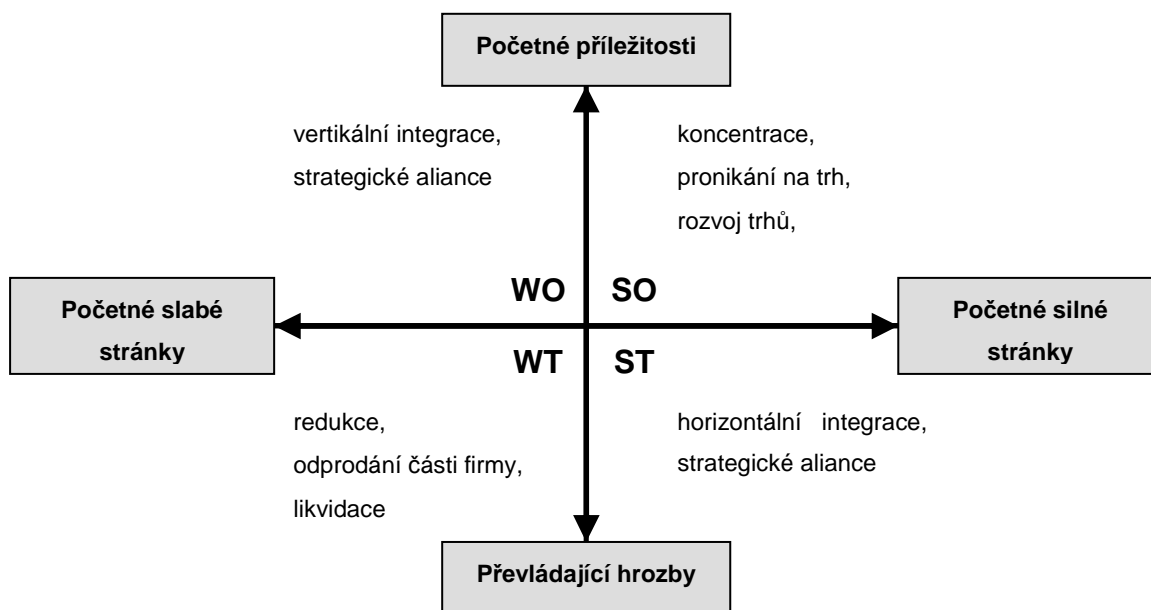 Početné příležitosti
vertikální integrace,
strategické aliance
koncentrace,
pronikání na trh,
rozvoj trhů,
Početné slabé
stránky
WO
SO
Početné silné
stránky
WT
ST
redukce,
odprodání části firmy,
likvidace
horizontální integrace,
strategické aliance
Převládající hrozby